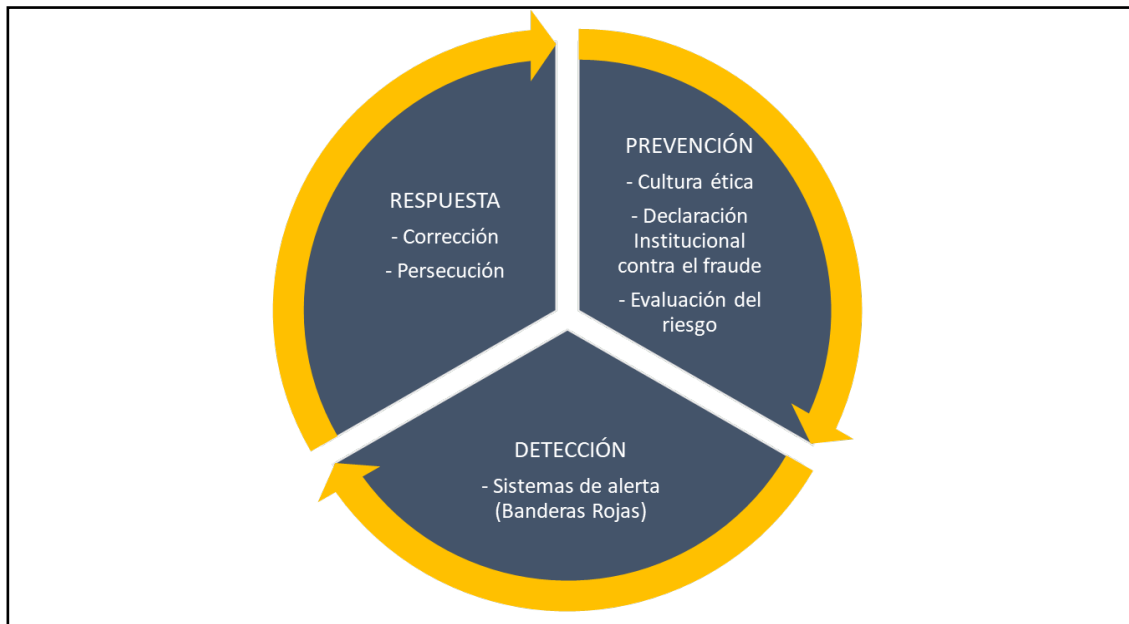 PREVENCIÓN
- Cultura ética
- Declaración
Institucional
contra el fraude
- Evaluación del
riesgo
DETECCIÓN
- Sistemas de alerta
(Banderas Rojas)
RESPUESTA
- Corrección
- Persecución